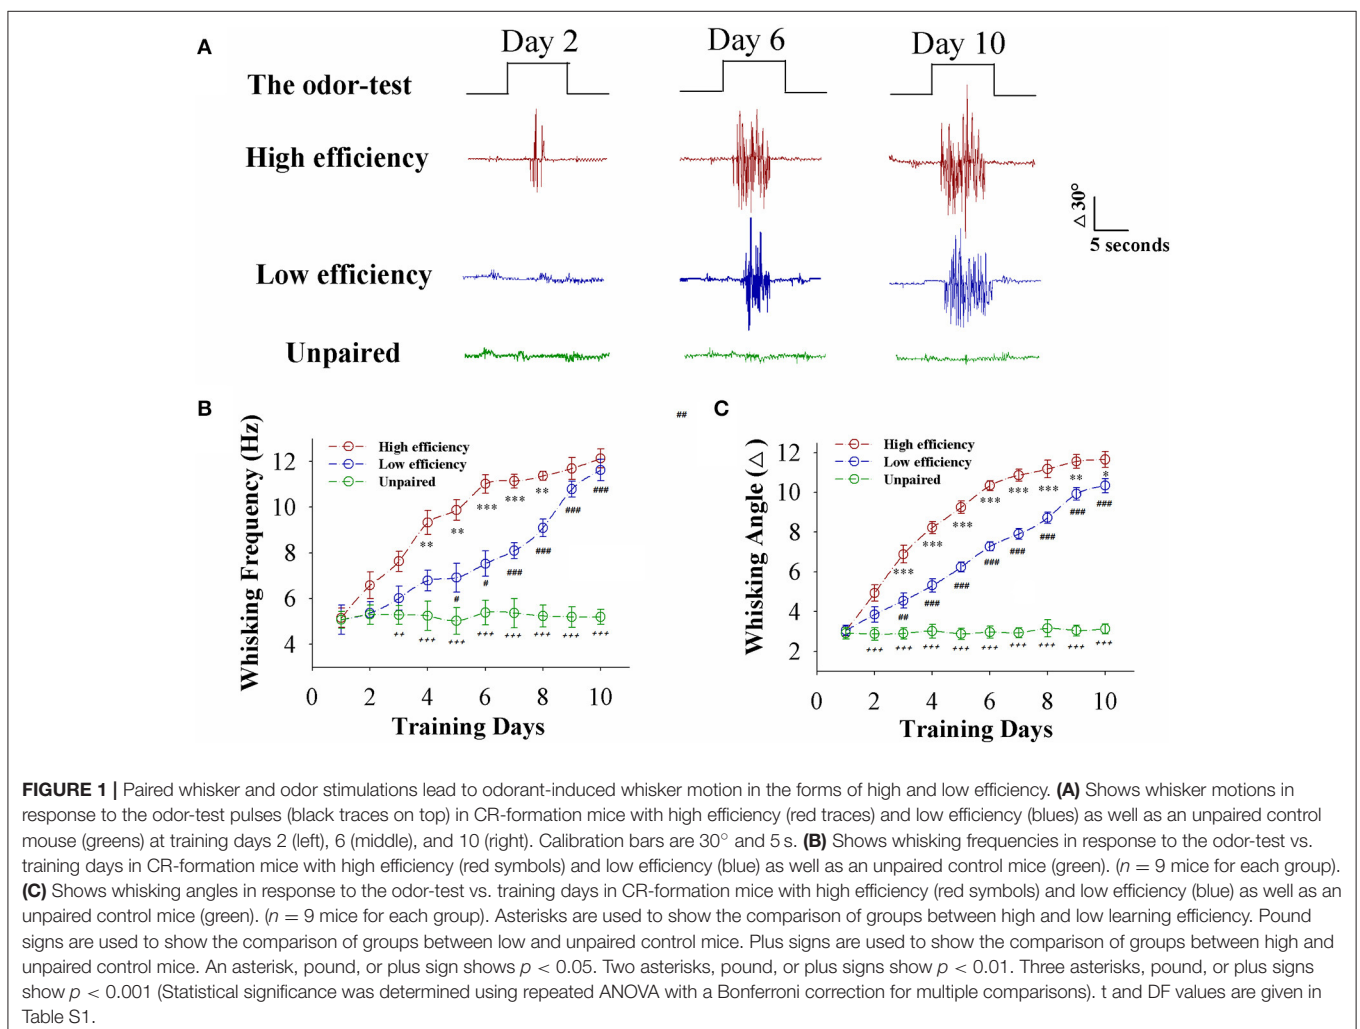 A
Day 2
Day 6
Day 10
The odor-test
High efficiency
△ 30°
5 seconds
Low efficiency
Unpaired
B
##
C
Whisking Frequency (Hz)
High efficiency
Low efficiency
Unpaired
12
10
8
6
4
**
**
***
***
**
#
#
###
###
###
###
++
+++
+++
+++
+++
+++
+++
+++
0
2
4
6
8
10
Training Days
Whisking Angle (△)
High efficiency
Low efficiency
Unpaired
12
10
8
6
4
2
***
***
***
***
***
***
**
*
##
###
###
###
###
###
###
###
+++
+++
+++
+++
+++
+++
+++
+++
+++
0
2
4
6
8
10
Training Days
FIGURE 1 | Paired whisker and odor stimulations lead to odorant-induced whisker motion in the forms of high and low efficiency. (A) Shows whisker motions in
response to the odor-test pulses (black traces on top) in CR-formation mice with high efficiency (red traces) and low efficiency (blues) as well as an unpaired control
mouse (greens) at training days 2 (left), 6 (middle), and 10 (right). Calibration bars are 30° and 5 s. (B) Shows whisking frequencies in response to the odor-test vs.
training days in CR-formation mice with high efficiency (red symbols) and low efficiency (blue) as well as an unpaired control mice (green). (n = 9 mice for each group).
(C) Shows whisking angles in response to the odor-test vs. training days in CR-formation mice with high efficiency (red symbols) and low efficiency (blue) as well as an
unpaired control mice (green). (n = 9 mice for each group). Asterisks are used to show the comparison of groups between high and low learning efficiency. Pound
signs are used to show the comparison of groups between low and unpaired control mice. Plus signs are used to show the comparison of groups between high and
unpaired control mice. An asterisk, pound, or plus sign shows p < 0.05. Two asterisks, pound, or plus signs show p < 0.01. Three asterisks, pound, or plus signs
show p < 0.001 (Statistical significance was determined using repeated ANOVA with a Bonferroni correction for multiple comparisons). t and DF values are given in
Table S1.